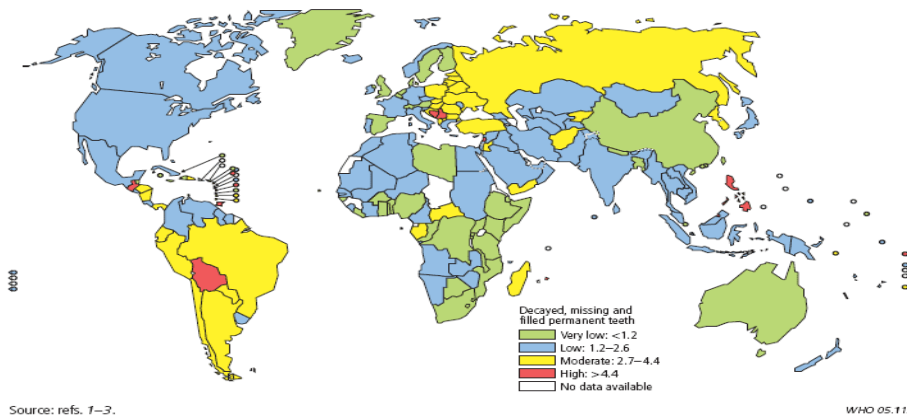 Decayed, missing and
filled permanent teeth
Very low: <1.2
Low: 1.2–2.6
Moderate: 2.7–4.4
High: >4.4
No data available
Source: refs. 1–3.
WHO 05.11